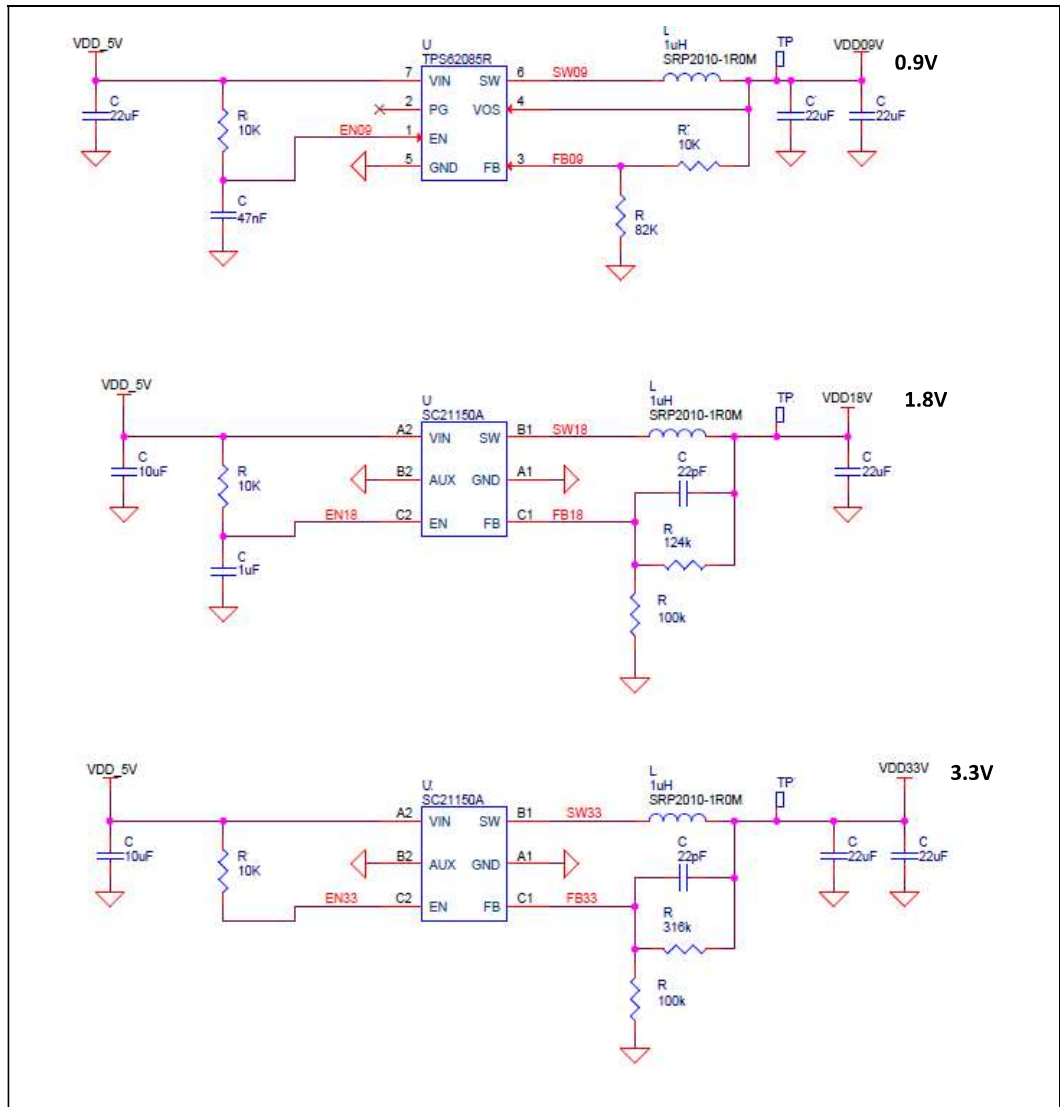 VDD_5V
C
22uF
R
10K
C
47nF
EN09
U
TPS62085R
7
VIN
SW
6
2
PG
VOS
4
1
EN
5
GND
FB
3
SW09
FB09
L
1uH
SRP2010-1R0M
R
10K
R
82K
TP
C
22uF
VDD09V
C
22uF
0.9V
VDD_5V
C
10uF
R
10K
C
1uF
EN18
U
SC21150A
A2
VIN
SW
B1
B2
AUX
GND
A1
C2
EN
FB
C1
SW18
FB18
L
1uH
SRP2010-1R0M
C
22pF
R
124k
R
100k
TP
VDD18V
C
22uF
1.8V
VDD_5V
C
10uF
R
10K
EN33
U
SC21150A
A2
VIN
SW
B1
B2
AUX
GND
A1
C2
EN
FB
C1
SW33
FB33
L
1uH
SRP2010-1R0M
C
22pF
R
316k
R
100k
TP
C
22uF
VDD33V
C
22uF
3.3V